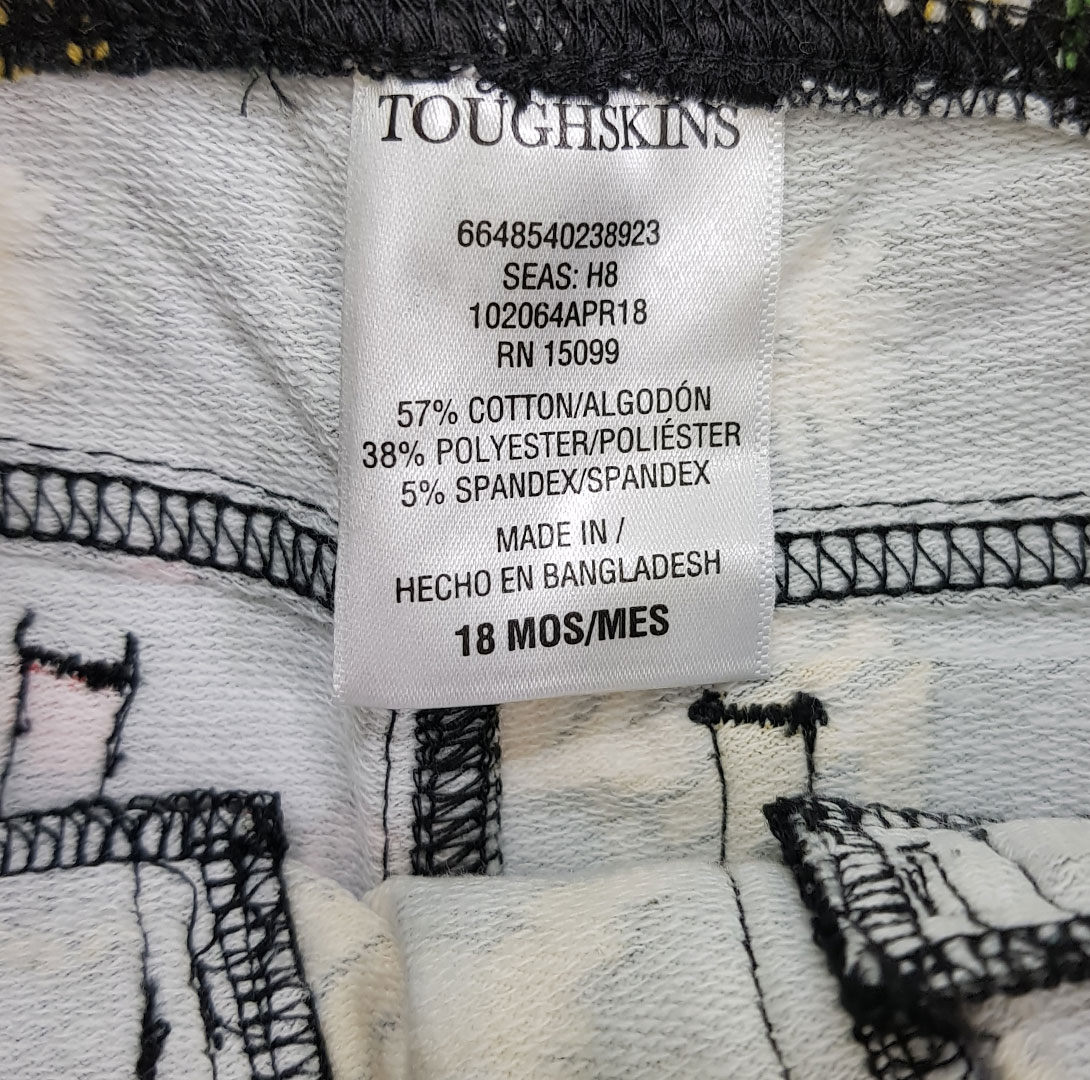 TOUGHSKINS
6648540238923
SEAS: H8
102064APR18
RN 15099
57% COTTON/ALGODÓN
38% POLYESTER/POLIÉSTER
5% SPANDEX/SPANDEX
MADE IN /
HECHO EN BANGLADESH
18 MOS/MES